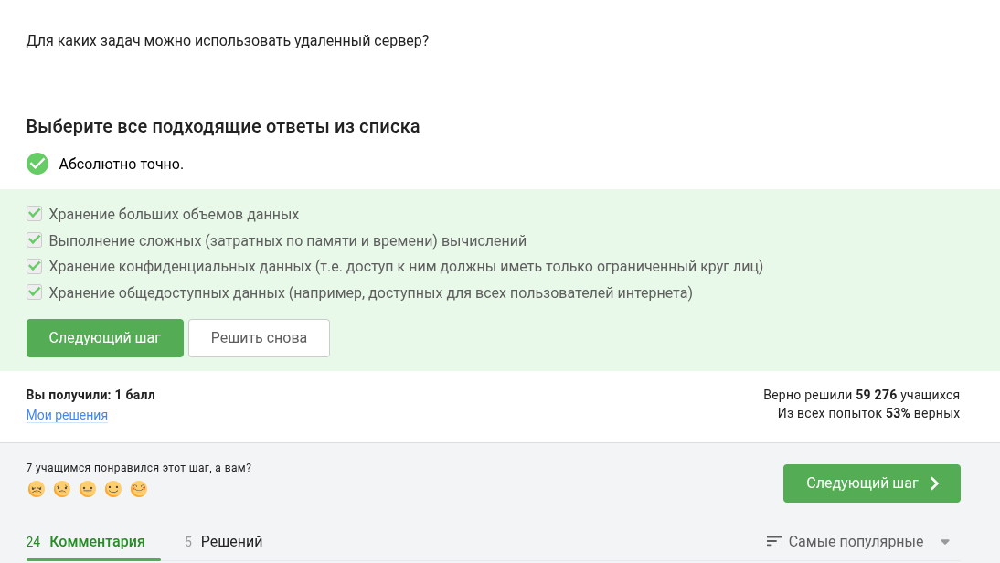 Для каких задач можно использовать удаленный сервер?
Выберите все подходящие ответы из списка
Абсолютно точно.
Хранение больших объемов данных
Выполнение сложных (затратных по памяти и времени) вычислений
Хранение конфиденциальных данных (т.е. доступ к ним должны иметь только ограниченный круг лиц)
Хранение общедоступных данных (например, доступных для всех пользователей интернета)
Следующий шаг Решить снова
Вы получили: 1 балл
Мои решения
Верно решили 59 276 учащихся
Из всех попыток 53% верных
7 учащимся понравился этот шаг, а вам?
Следующий шаг
24 Комментария 5 Решений Самые популярные